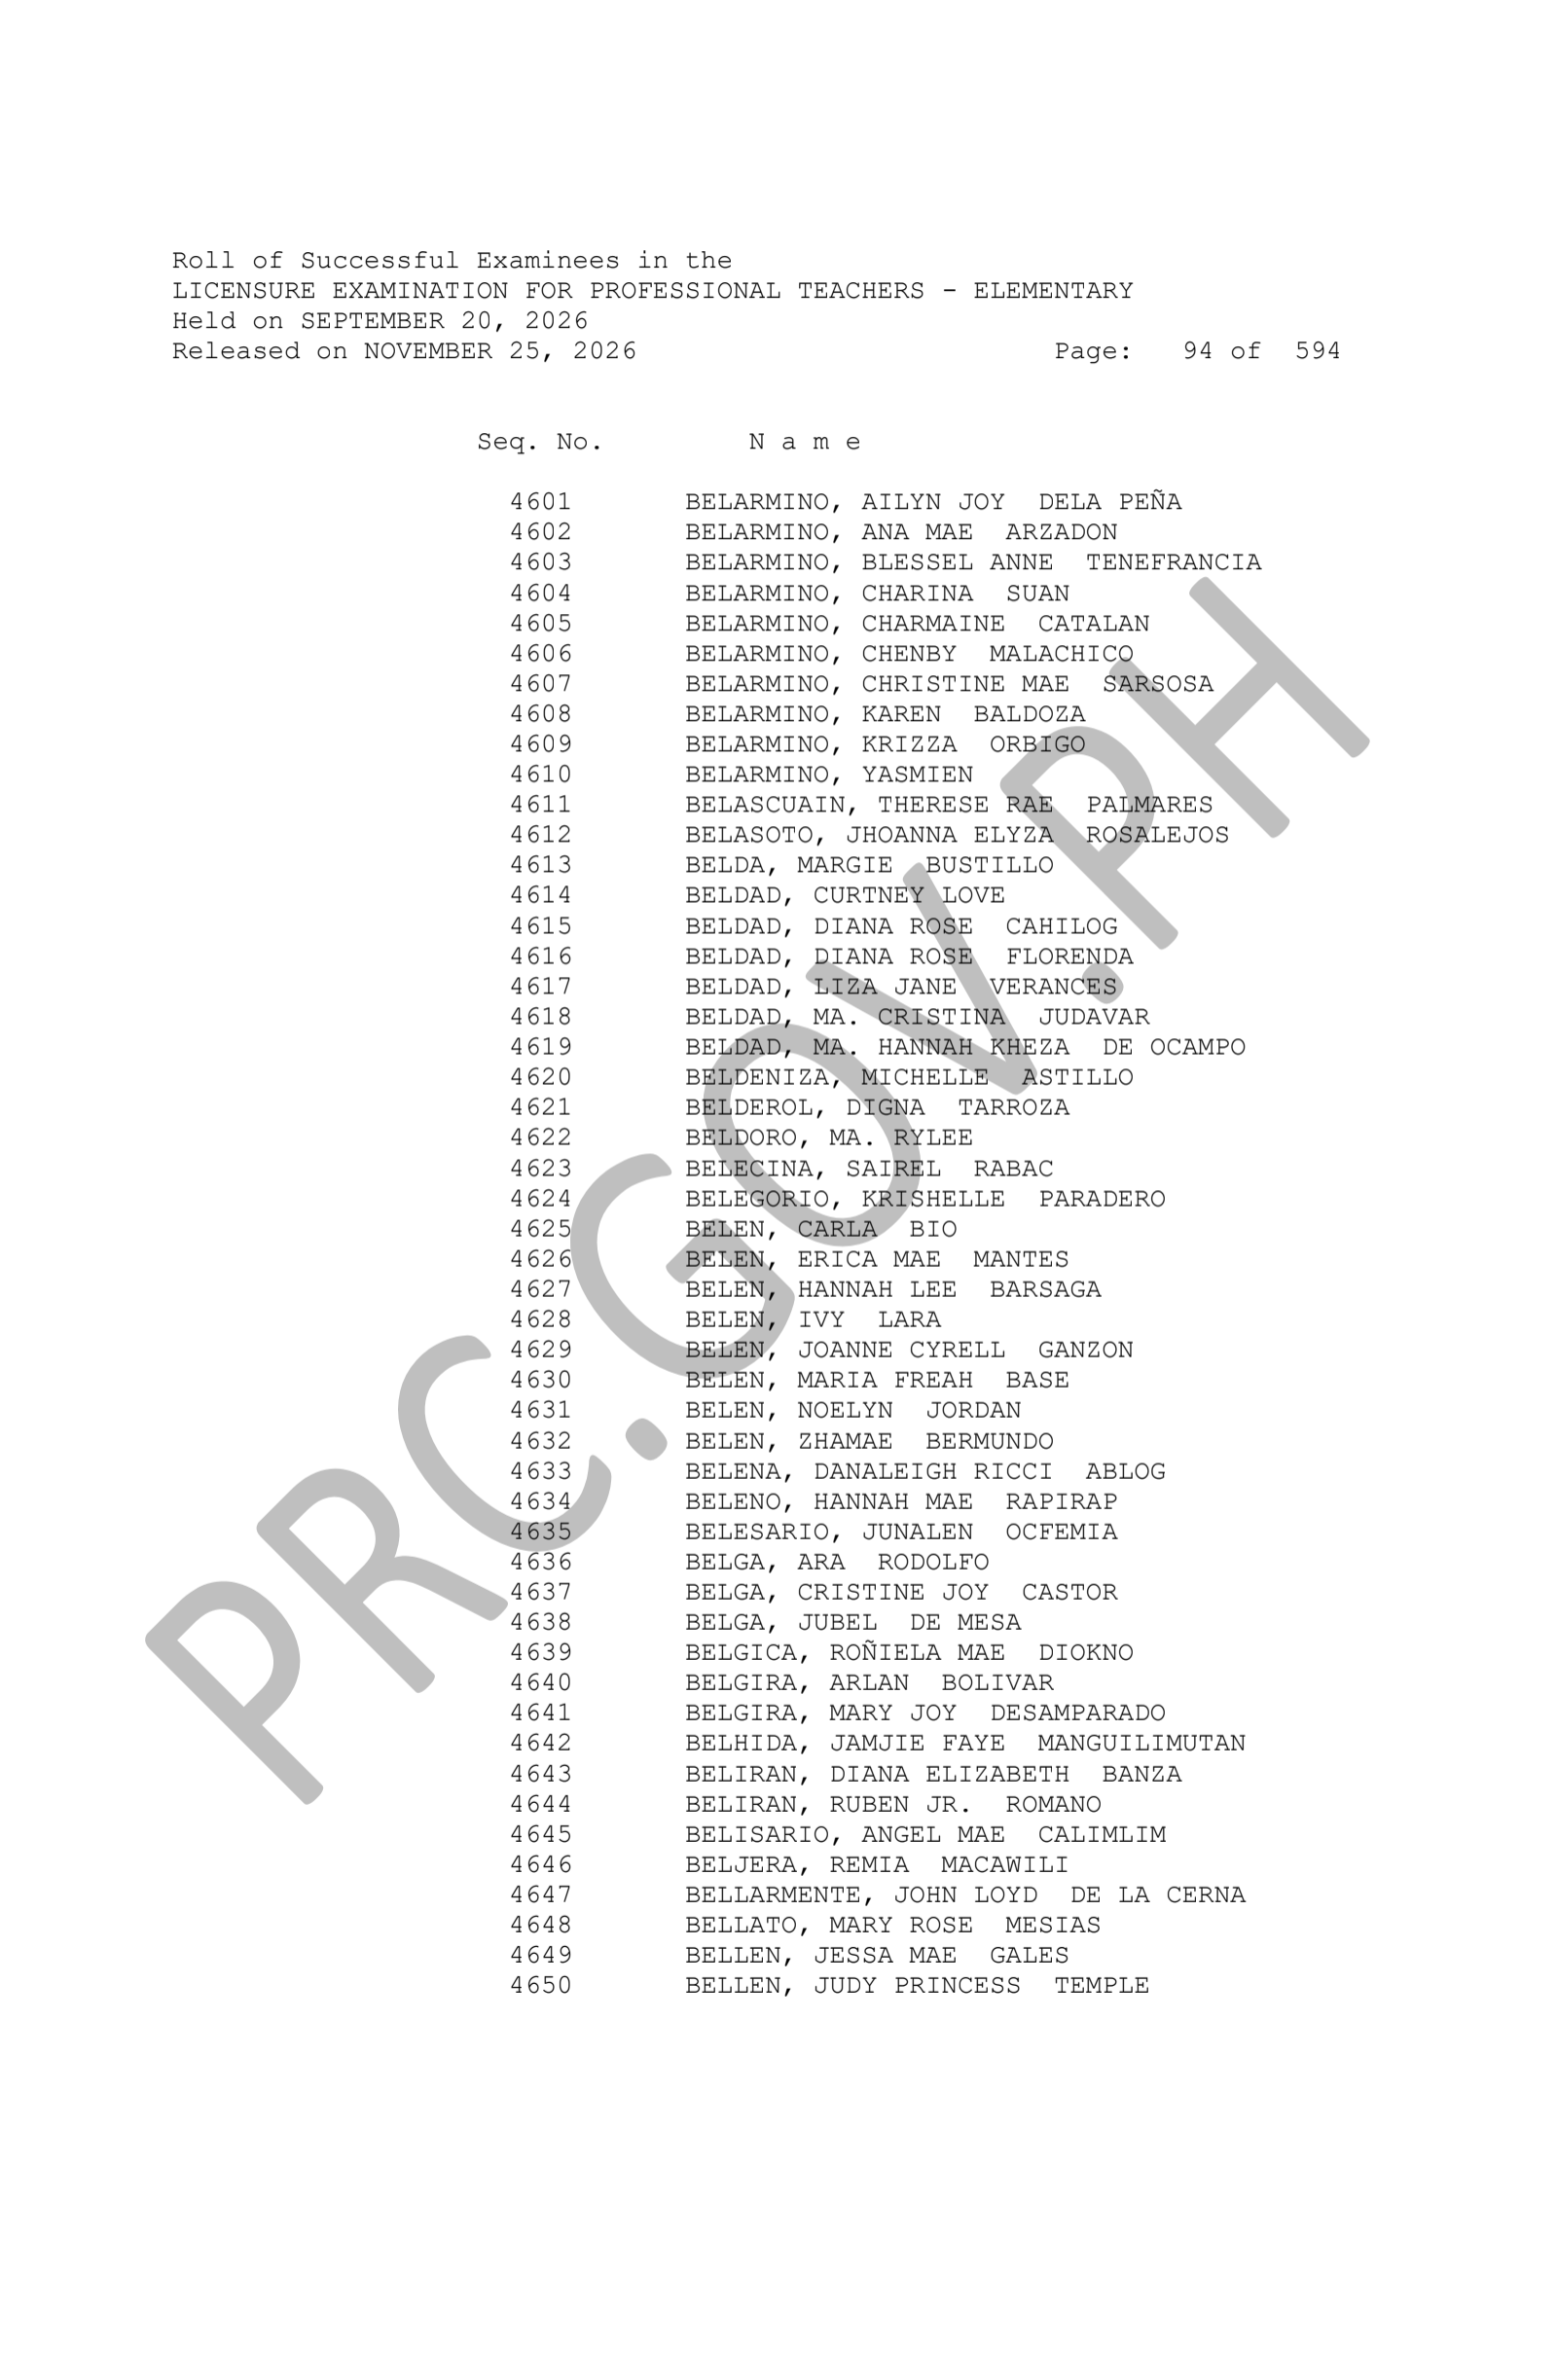 Roll of Successful Examinees in the
LICENSURE EXAMINATION FOR PROFESSIONAL TEACHERS - ELEMENTARY
Held on SEPTEMBER 20, 2026
Released on NOVEMBER 25, 2026 Page: 94 of 594
Seq. No. N a m e
4601 BELARMINO, AILYN JOY DELA PEÑA
4602 BELARMINO, ANA MAE ARZADON
4603 BELARMINO, BLESSEL ANNE TENEFRANCIA
4604 BELARMINO, CHARINA SUAN
4605 BELARMINO, CHARMAINE CATALAN
4606 BELARMINO, CHENBY MALACHICO
4607 BELARMINO, CHRISTINE MAE SARSOSA
4608 BELARMINO, KAREN BALDOZA
4609 BELARMINO, KRIZZA ORBIGO
4610 BELARMINO, YASMIEN
4611 BELASCUAIN, THERESE RAE PALMARES
4612 BELASOTO, JHOANNA ELYZA ROSALEJOS
4613 BELDA, MARGIE BUSTILLO
4614 BELDAD, CURTNEY LOVE
4615 BELDAD, DIANA ROSE CAHILOG
4616 BELDAD, DIANA ROSE FLORENDA
4617 BELDAD, LIZA JANE VERANCES
4618 BELDAD, MA. CRISTINA JUDAVAR
4619 BELDAD, MA. HANNAH KHEZA DE OCAMPO
4620 BELDENIZA, MICHELLE ASTILLO
4621 BELDEROL, DIGNA TARROZA
4622 BELDORO, MA. RYLEE
4623 BELECINA, SAIREL RABAC
4624 BELEGORIO, KRISHELLE PARADERO
4625 BELEN, CARLA BIO
4626 BELEN, ERICA MAE MANTES
4627 BELEN, HANNAH LEE BARSAGA
4628 BELEN, IVY LARA
4629 BELEN, JOANNE CYRELL GANZON
4630 BELEN, MARIA FREAH BASE
4631 BELEN, NOELYN JORDAN
4632 BELEN, ZHAMAE BERMUNDO
4633 BELENA, DANALEIGH RICCI ABLOG
4634 BELENO, HANNAH MAE RAPIRAP
4635 BELESARIO, JUNALEN OCFEMIA
4636 BELGA, ARA RODOLFO
4637 BELGA, CRISTINE JOY CASTOR
4638 BELGA, JUBEL DE MESA
4639 BELGICA, ROÑIELA MAE DIOKNO
4640 BELGIRA, ARLAN BOLIVAR
4641 BELGIRA, MARY JOY DESAMPARADO
4642 BELHIDA, JAMJIE FAYE MANGUILIMUTAN
4643 BELIRAN, DIANA ELIZABETH BANZA
4644 BELIRAN, RUBEN JR. ROMANO
4645 BELISARIO, ANGEL MAE CALIMLIM
4646 BELJERA, REMIA MACAWILI
4647 BELLARMENTE, JOHN LOYD DE LA CERNA
4648 BELLATO, MARY ROSE MESIAS
4649 BELLEN, JESSA MAE GALES
4650 BELLEN, JUDY PRINCESS TEMPLE
PRC.GOV.PH